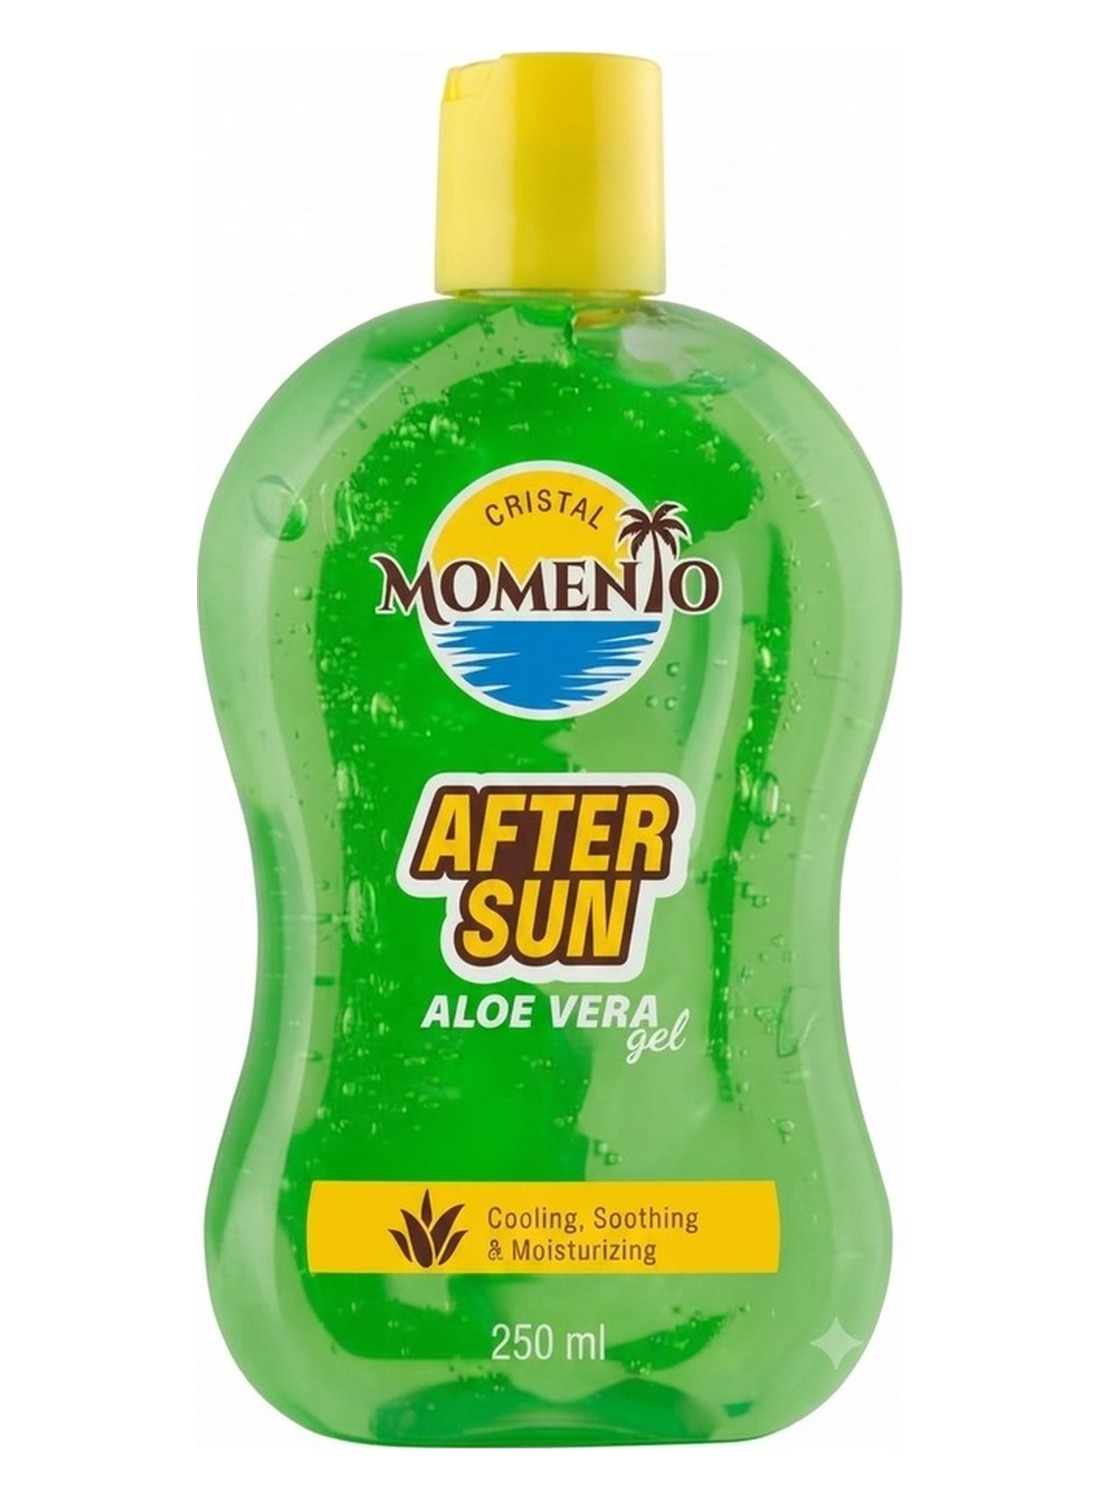 CRISTAL
MOMENTO
AFTER
SUN
ALOE VERA
gel
Cooling, Soothing
& Moisturizing
250 ml